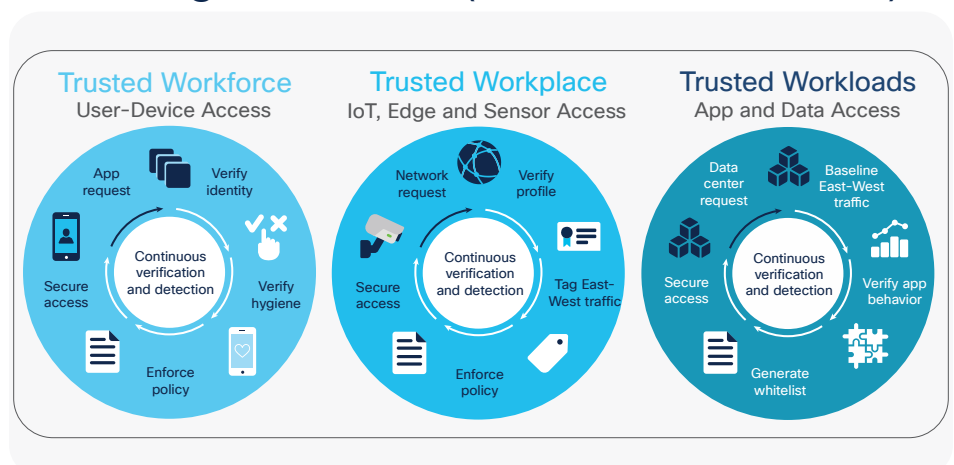 Trusted Workforce
User-Device Access
App
request
Verify
identity
Verify
hygiene
Enforce
policy
Secure
access
Continuous
verification
and detection
Trusted Workplace
IoT, Edge and Sensor Access
Network
request
Verify
profile
Tag East-
West traffic
Enforce
policy
Secure
access
Continuous
verification
and detection
Trusted Workloads
App and Data Access
Data
center
request
Baseline
East-West
traffic
Verify app
behavior
Generate
whitelist
Secure
access
Continuous
verification
and detection